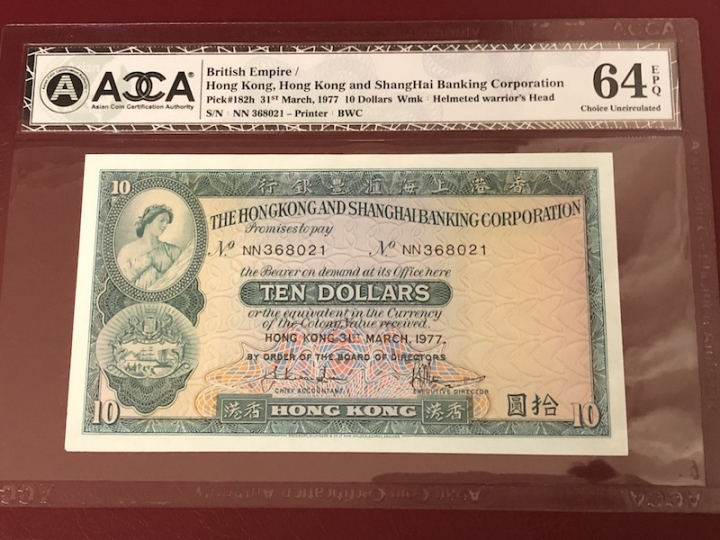 ACCA
Asian Coin Certification Authority
British Empire /
Hong Kong, Hong Kong and ShangHai Banking Corporation
Pick#182h 31ST March, 1977 10 Dollars Wmk : Helmeted warrior's Head
S/N : NN 368021 – Printer : BWC
64 EPQ
Choice Uncirculated
10
行銀豐滙海上港香
THE HONGKONG AND SHANGHAI BANKING CORPORATION
Promises to pay
No NN368021 No NN368021
the Bearer on demand at its Office here
TEN DOLLARS
or the equivalent in the Currency
of the Colony, Value received.
HONG KONG 31ST MARCH, 1977.
BY ORDER OF THE BOARD OF DIRECTORS
CHIEF ACCOUNTANT
EXECUTIVE DIRECTOR
10 港香 HONG KONG 港香 圓拾 10